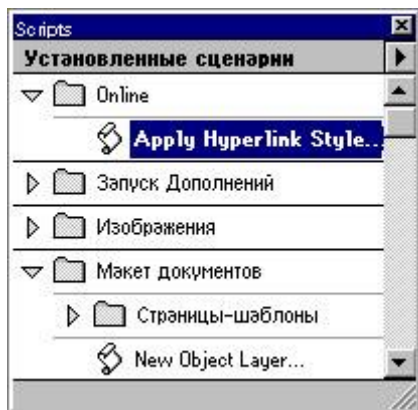 Scripts
Установленные сценарии
Online
Apply Hyperlink Style...
Запуск Дополнений
Изображения
Макет документов
Страницы-шаблоны
New Object Layer...